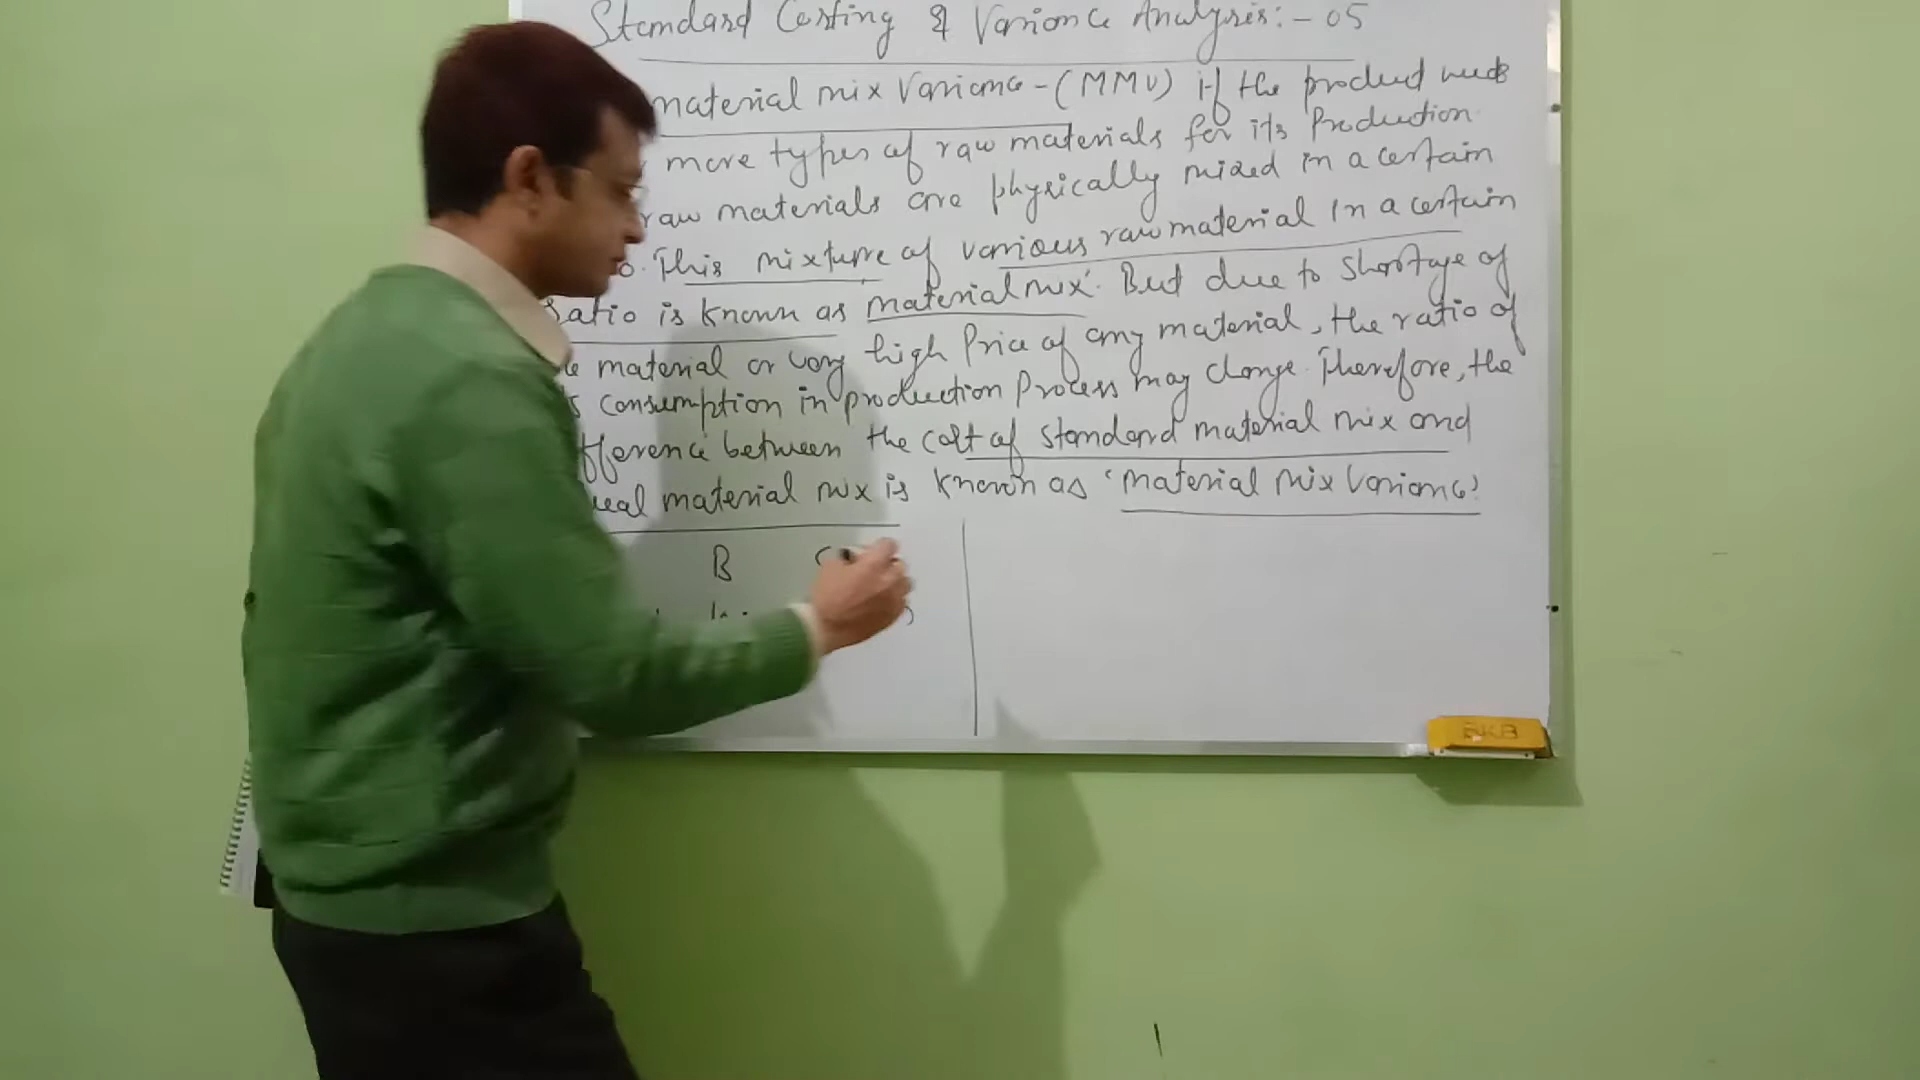 Standard Costing & Variance Analysis:- 05
material mix Variance - (MMV) if the product needs
more types of raw materials for its Production
raw materials are physically mixed in a certain
o. This mixture of various raw material in a certain
ratio is known as 'material mix'. But due to shortage of
material or very high Price of any material, the ratio of
consumption in production Process may change. Therefore, the
fference between the cost of standard material mix and
material mix is known as 'material mix Variance'.
B
BKB